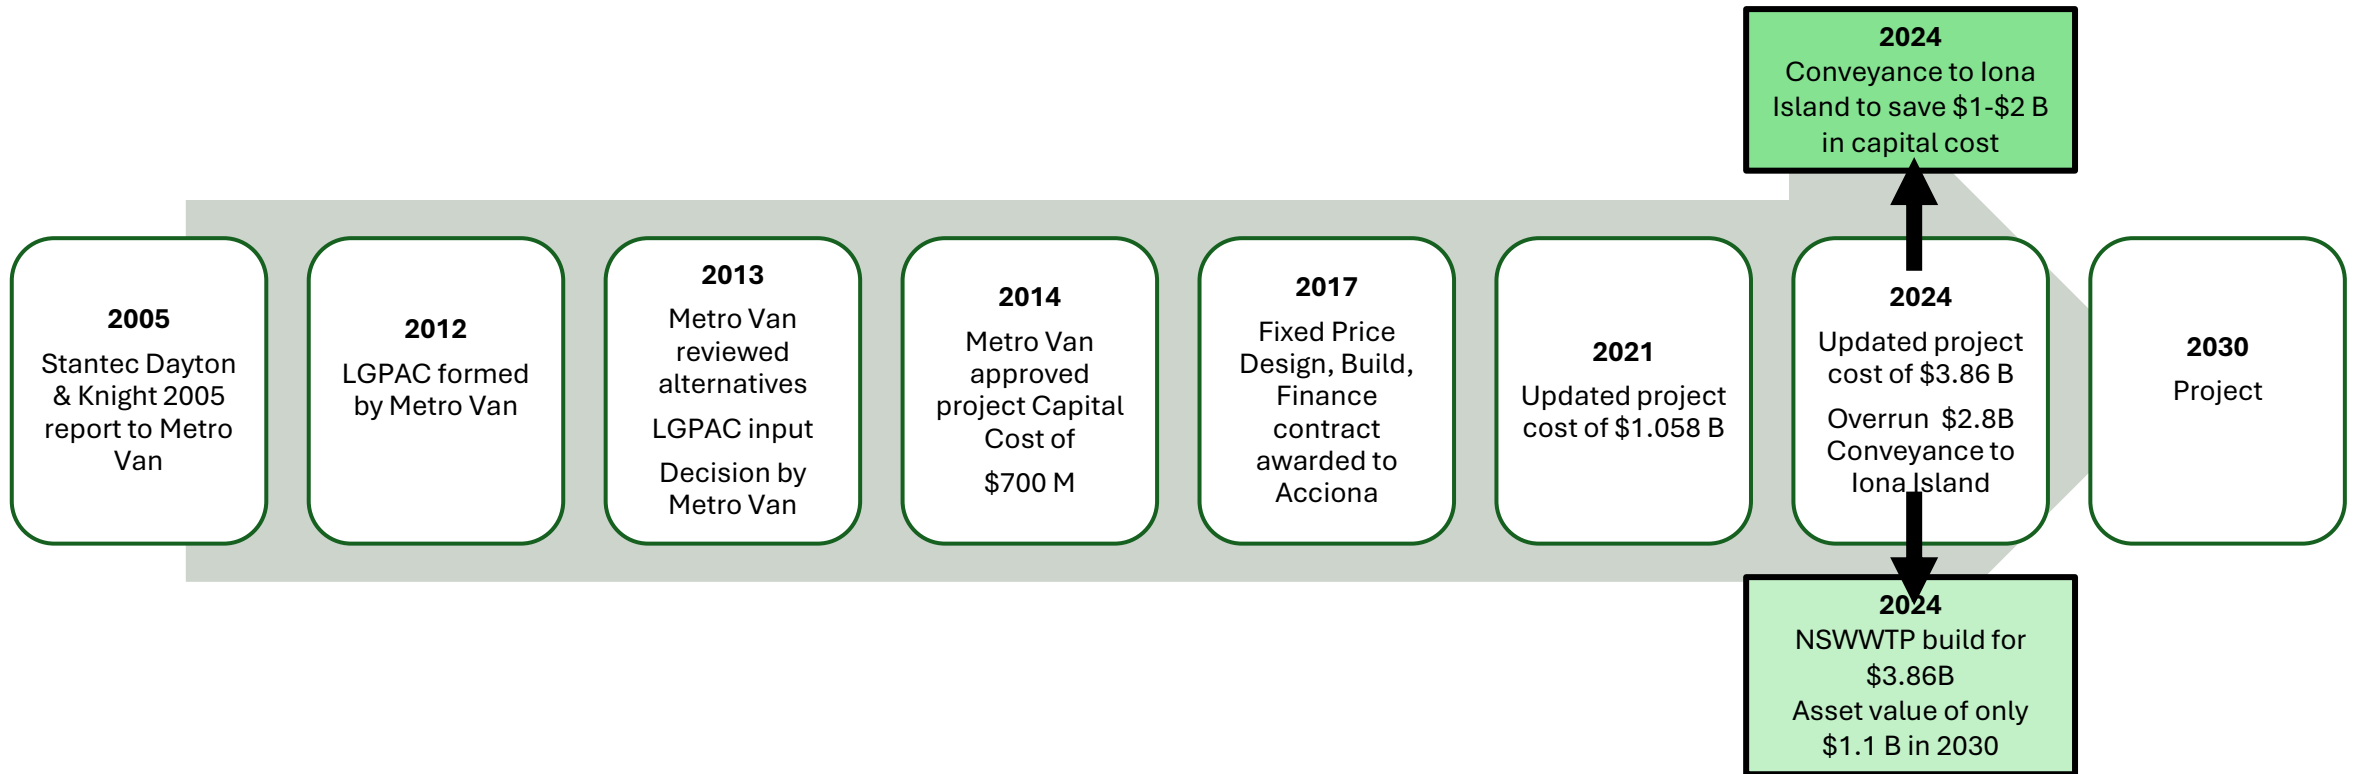 2024
Conveyance to Iona
Island to save $1-$2 B
in capital cost
2005
Stantec Dayton
& Knight 2005
report to Metro
Van
2012
LGPAC formed
by Metro Van
2013
Metro Van
reviewed
alternatives
LGPAC input
Decision by
Metro Van
2014
Metro Van
approved
project Capital
Cost of
$700 M
2017
Fixed Price
Design, Build,
Finance
contract
awarded to
Acciona
2021
Updated project
cost of $1.058 B
2024
Updated project
cost of $3.86 B
Overrun $2.8B
Conveyance to
Iona Island
2030
Project
2024
NSWWTP build for
$3.86B
Asset value of only
$1.1 B in 2030